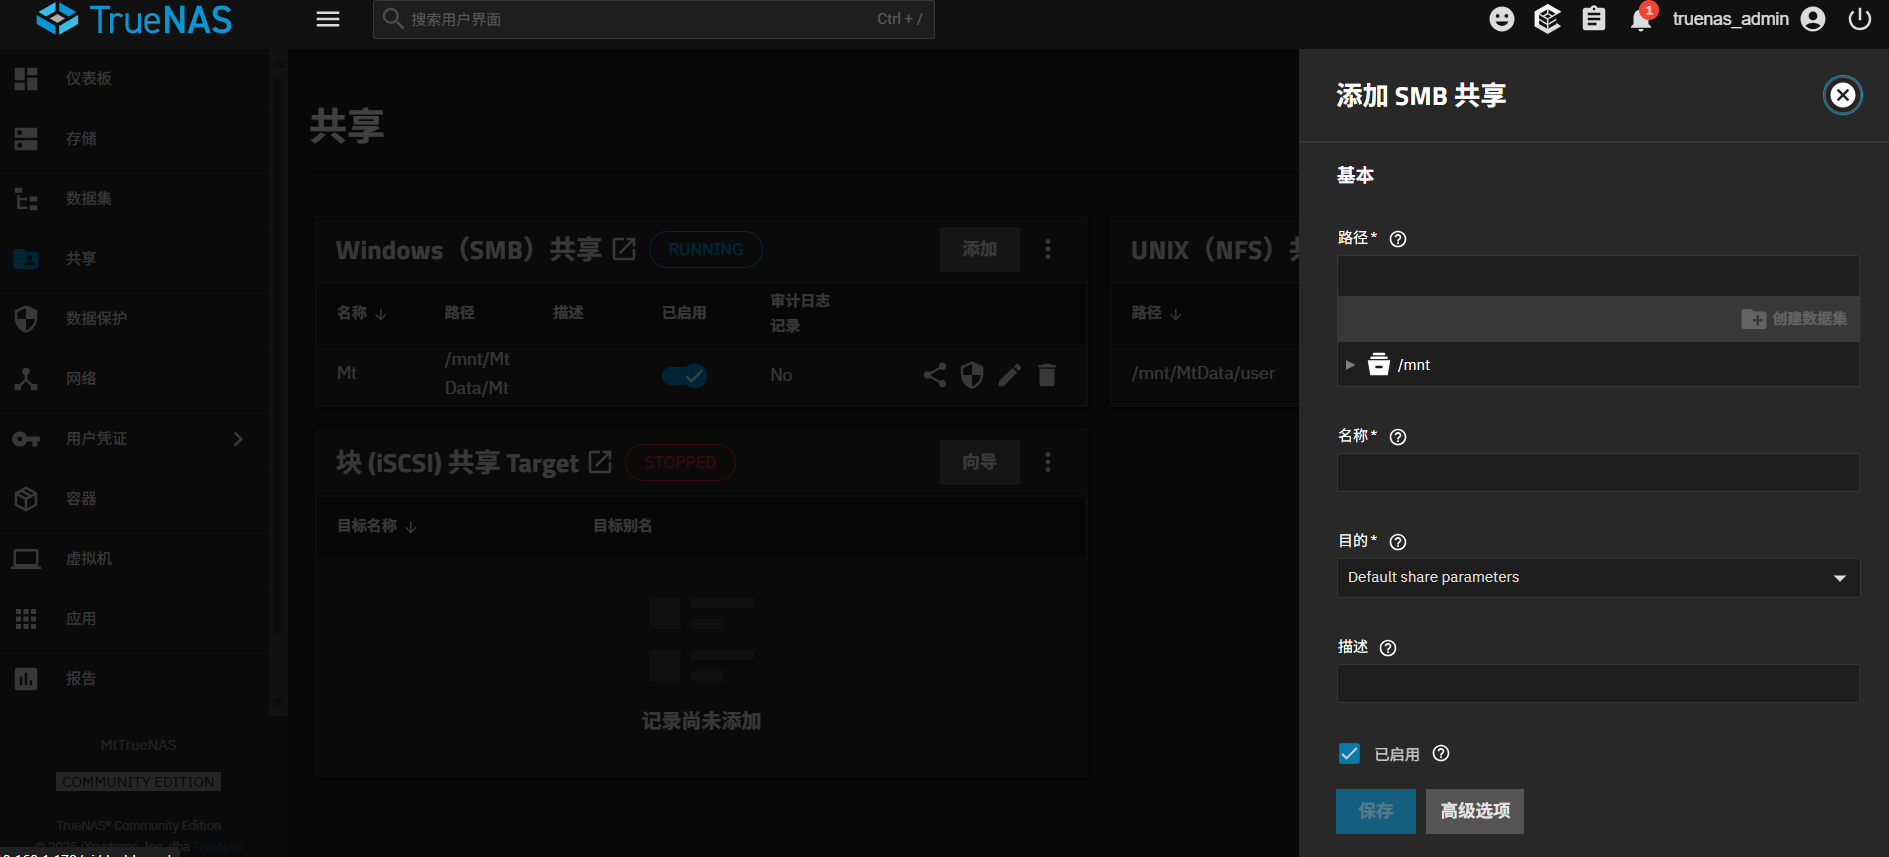 TrueNAS
搜索用户界面
Ctrl + /
1
truenas_admin
仪表板
存储
数据集
共享
数据保护
网络
用户凭证
容器
虚拟机
应用
报告
MtTrueNAS
COMMUNITY EDITION
TrueNAS® Community Edition
© 2025 iXsystems, Inc. dba TrueNAS
共享
Windows（SMB）共享
RUNNING
添加
名称
路径
描述
已启用
审计日志
记录
Mt
/mnt/Mt
Data/Mt
No
UNIX（NFS）共
路径
/mnt/MtData/user
块 (iSCSI) 共享 Target
STOPPED
向导
目标名称
目标别名
记录尚未添加
添加 SMB 共享
基本
路径*
创建数据集
/mnt
名称*
目的*
Default share parameters
描述
已启用
保存
高级选项